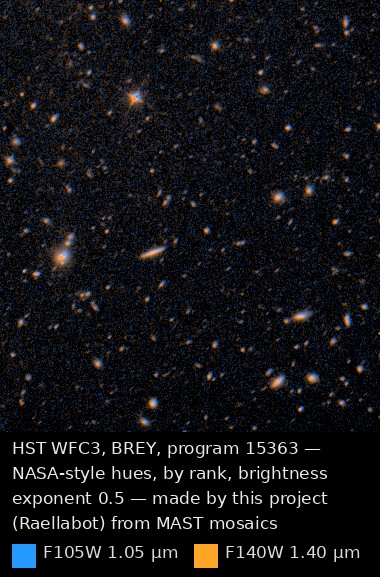 HST WFC3, BREY, program 15363 —
NASA-style hues, by rank, brightness
exponent 0.5 — made by this project
(Raellabot) from MAST mosaics
F105W 1.05 µm F140W 1.40 µm